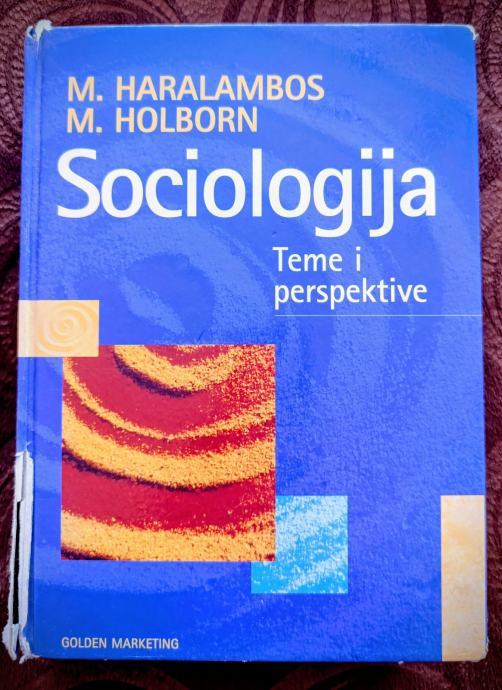 M. HARALAMBOS
M. HOLBORN
Sociologija
Teme i
perspektive
GOLDEN MARKETING